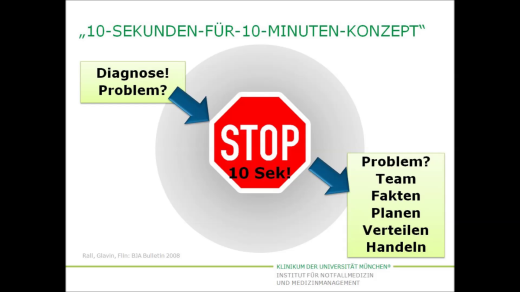 „10-SEKUNDEN-FÜR-10-MINUTEN-KONZEPT“
Diagnose!
Problem?
STOP
10 Sek!
Problem?
Team
Fakten
Planen
Verteilen
Handeln
Rall, Glavin, Flin: BJA Bulletin 2008
KLINIKUM DER UNIVERSITÄT MÜNCHEN®
INSTITUT FÜR NOTFALLMEDIZIN
UND MEDIZINMANAGEMENT